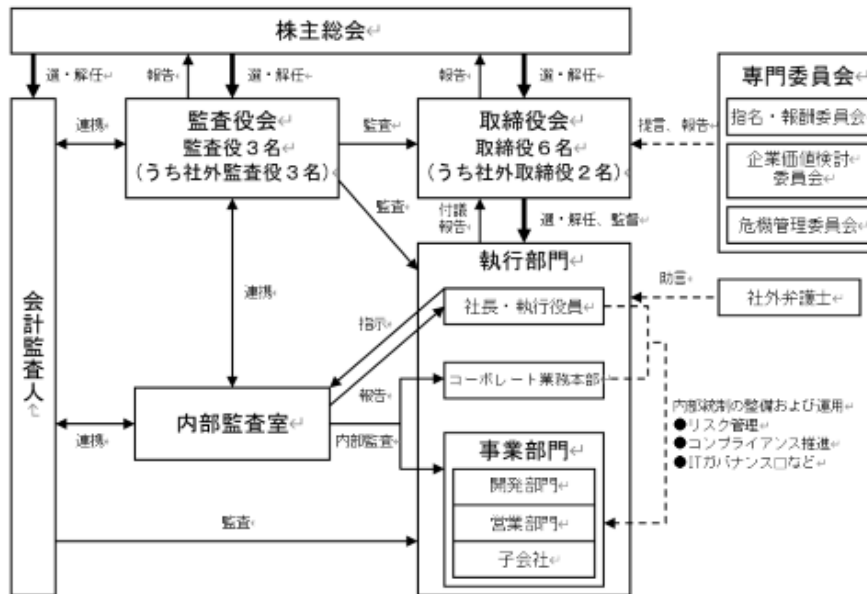 株主総会↵
選・解任↵
報告↵
選・解任↵
報告↵
選・解任↵
専門委員会↵
指名・報酬委員会
企業価値検討↵
委員会↵
危機管理委員会↵
連携↵
監査役会↵
監査役3名↵
(うち社外監査役3名)↵
監査↵
取締役会↵
取締役6名↵
(うち社外取締役2名)↵
提言、報告↵
監査↵
付議↵
報告↵
選・解任、監督↵
会計監査人↵
連携↵
執行部門↵
社長・執行役員↵
助言↵
社外弁護士↵
指示↵
コーポレート業務本部↵
報告↵
内部監査室↵
連携↵
内部監査↵
内部統制の整備および運用↵
●リスク管理↵
●コンプライアンス推進↵
●ITガバナンス□など↵
事業部門↵
開発部門↵
営業部門↵
子会社↵
監査↵